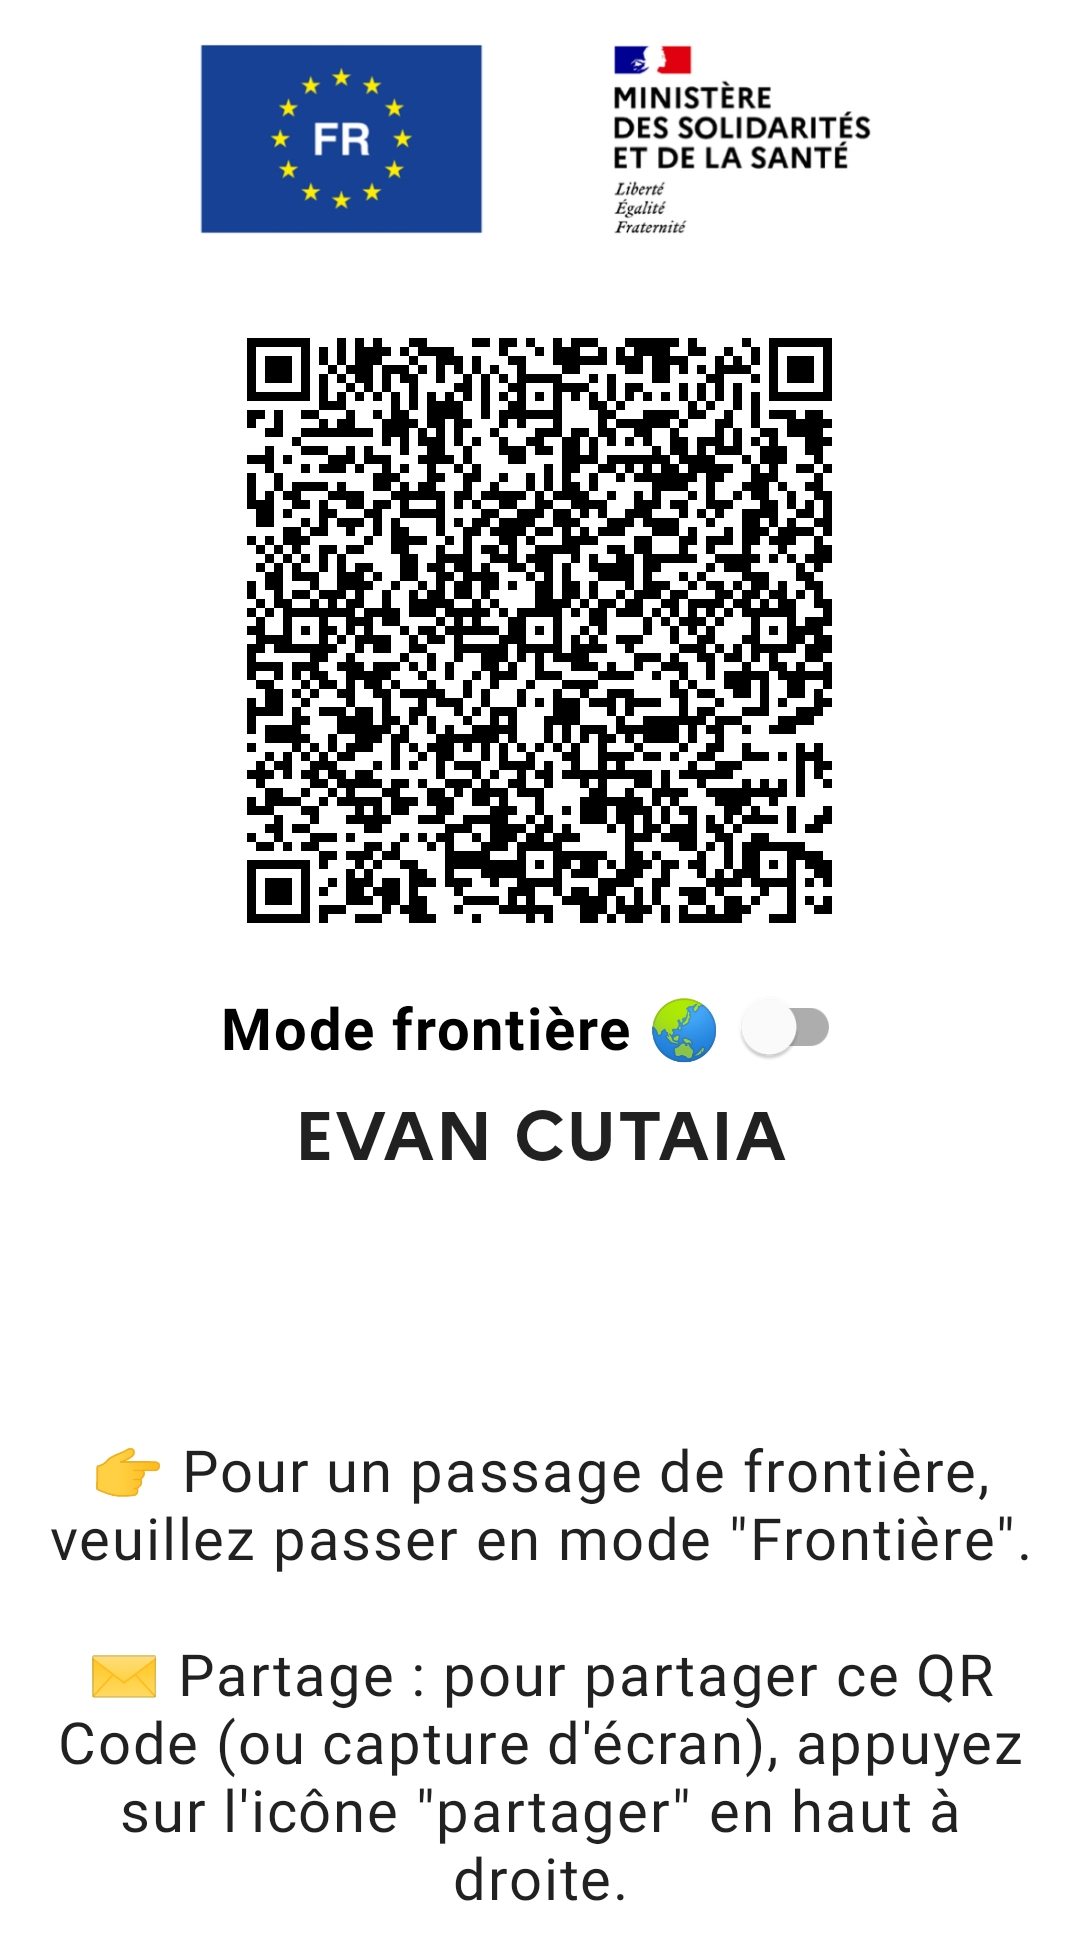 FR
MINISTÈRE
DES SOLIDARITÉS
ET DE LA SANTÉ
Liberté
Égalité
Fraternité
Mode frontière
EVAN CUTAIA
👉 Pour un passage de frontière,
veuillez passer en mode "Frontière".
✉️ Partage : pour partager ce QR
Code (ou capture d'écran), appuyez
sur l'icône "partager" en haut à
droite.